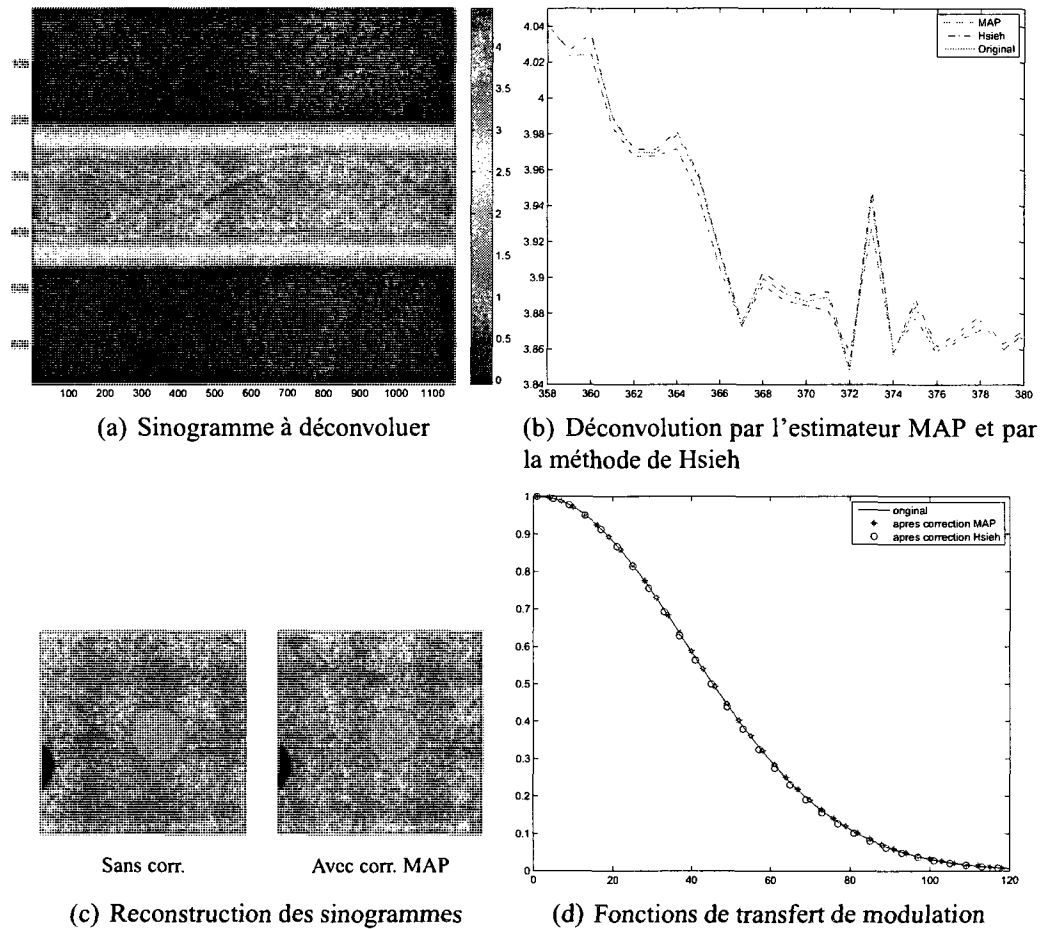 4
3.5
3
2.5
2
1.5
1
0.5
0
100 200 300 400 500 600 700 800 900 1000 1100
(a) Sinogramme à déconvoluer
4.05
4.04
4
3.98
3.94
3.9
3.88
3.86
3.84
358 360 362 364 366 368 370 372 374 376 378 380
MAP
Hsieh
Original
(b) Déconvolution par l'estimateur MAP et par
la méthode de Hsieh
Sans corr.
Avec corr. MAP
(c) Reconstruction des sinogrammes
1
0.9
0.8
0.7
0.6
0.5
0.4
0.3
0.2
0.1
0
0 20 40 60 80 100 120
original
apres correction MAP
apres correction Hsieh
(d) Fonctions de transfert de modulation